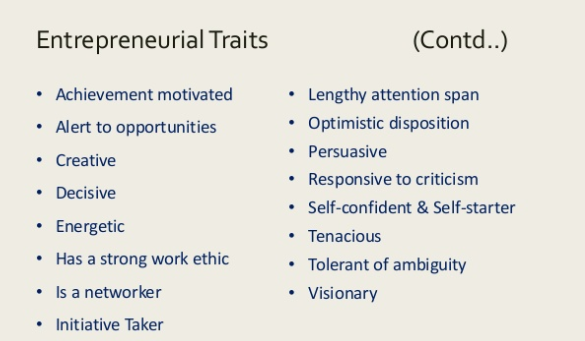 Entrepreneurial Traits (Contd..)
• Achievement motivated
• Alert to opportunities
• Creative
• Decisive
• Energetic
• Has a strong work ethic
• Is a networker
• Initiative Taker
• Lengthy attention span
• Optimistic disposition
• Persuasive
• Responsive to criticism
• Self-confident & Self-starter
• Tenacious
• Tolerant of ambiguity
• Visionary